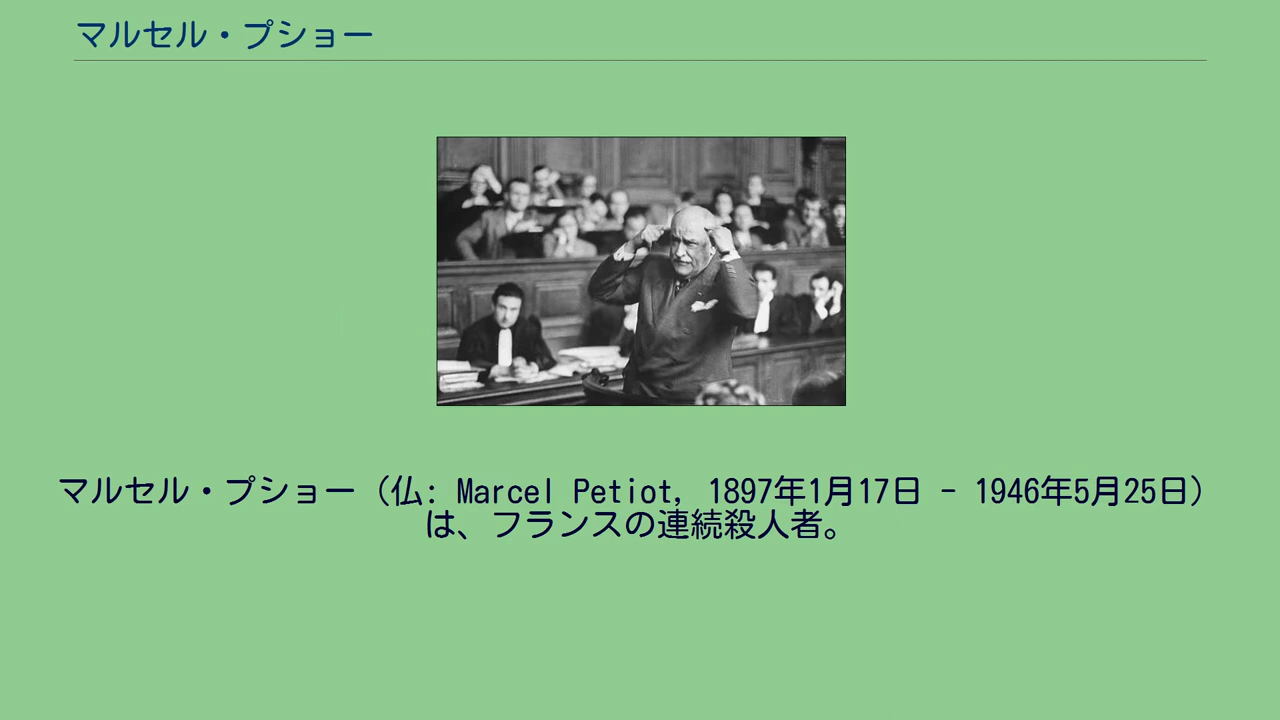 マルセル・プショー
マルセル・プショー（仏: Marcel Petiot, 1897年1月17日 - 1946年5月25日）
は、フランスの連続殺人者。